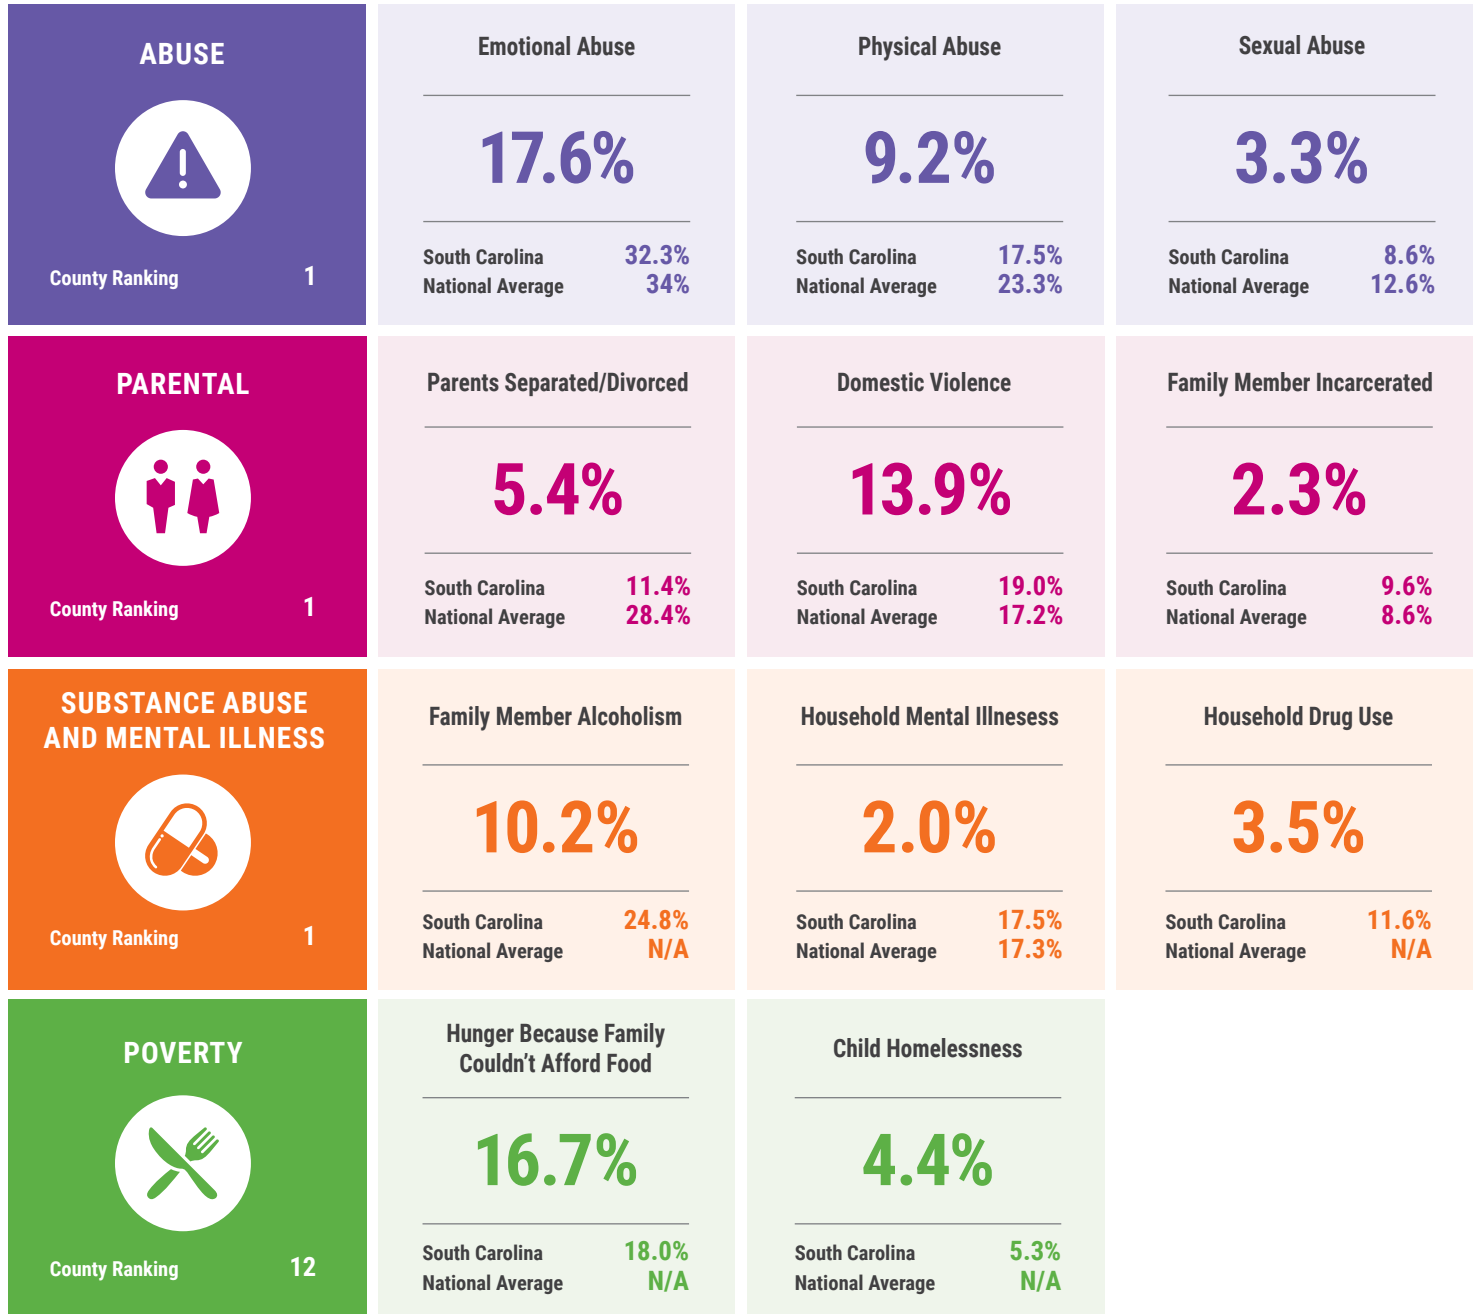 ABUSE
County Ranking 1
Emotional Abuse
17.6%
South Carolina 32.3%
National Average 34%
Physical Abuse
9.2%
South Carolina 17.5%
National Average 23.3%
Sexual Abuse
3.3%
South Carolina 8.6%
National Average 12.6%
PARENTAL
County Ranking 1
Parents Separated/Divorced
5.4%
South Carolina 11.4%
National Average 28.4%
Domestic Violence
13.9%
South Carolina 19.0%
National Average 17.2%
Family Member Incarcerated
2.3%
South Carolina 9.6%
National Average 8.6%
SUBSTANCE ABUSE
AND MENTAL ILLNESS
County Ranking 1
Family Member Alcoholism
10.2%
South Carolina 24.8%
National Average N/A
Household Mental Illnesess
2.0%
South Carolina 17.5%
National Average 17.3%
Household Drug Use
3.5%
South Carolina 11.6%
National Average N/A
POVERTY
County Ranking 12
Hunger Because Family
Couldn’t Afford Food
16.7%
South Carolina 18.0%
National Average N/A
Child Homelessness
4.4%
South Carolina 5.3%
National Average N/A